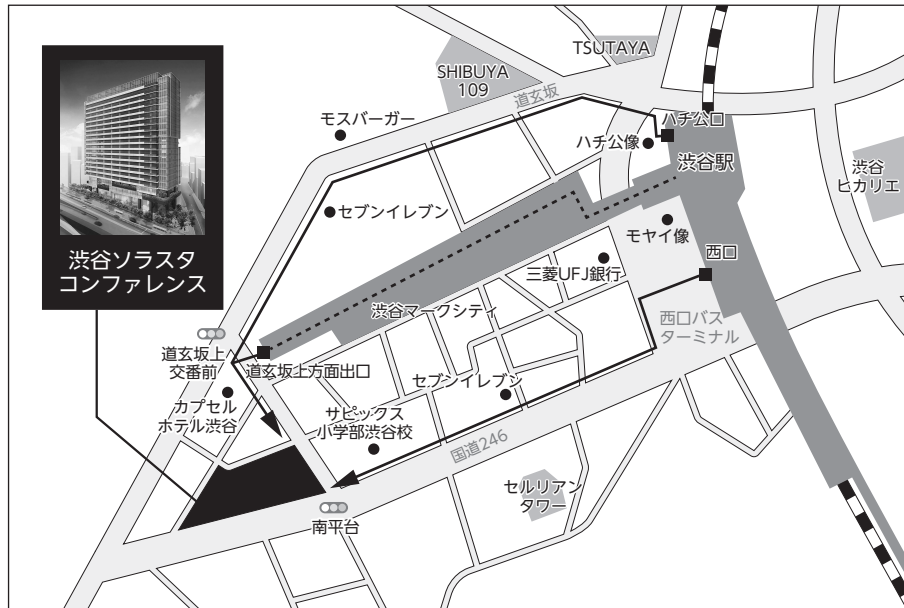 渋谷ソラスタ
コンファレンス
TSUTAYA
SHIBUYA
109
道玄坂
モスバーガー
ハチ公口
ハチ公像
渋谷駅
渋谷
ヒカリエ
セブンイレブン
モヤイ像
西口
三菱UFJ銀行
渋谷マークシティ
西口バス
ターミナル
道玄坂上
交番前
道玄坂上方面出口
セブンイレブン
カプセル
ホテル渋谷
サピックス
小学部渋谷校
国道246
セルリアン
タワー
南平台